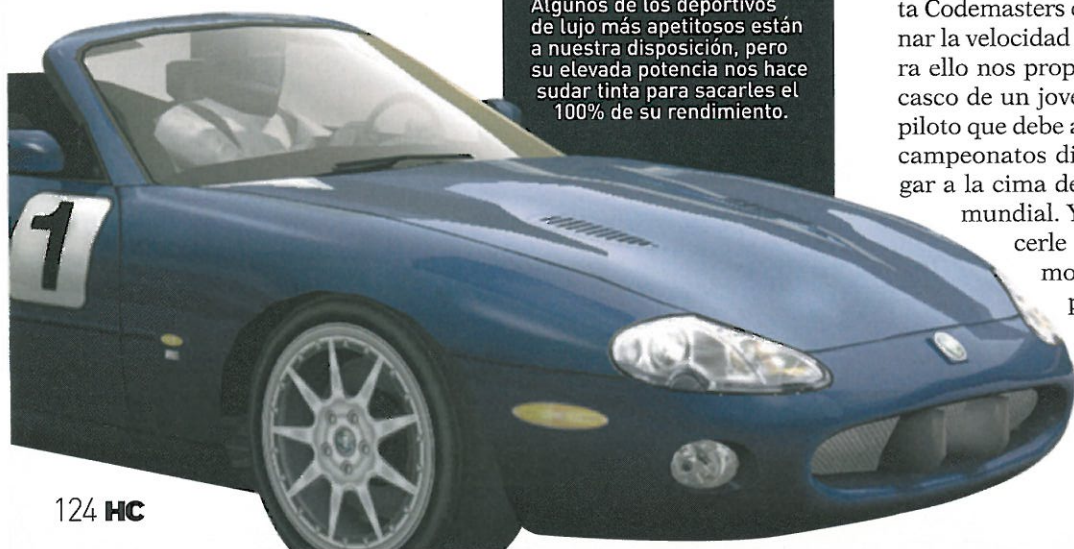 Algunos de los deportivos
de lujo más apetitosos están
a nuestra disposición, pero
su elevada potencia nos hace
sudar tinta para sacarles el
100% de su rendimiento.
ta Codemasters
nar la velocidad
ra ello nos prop
casco de un jove
piloto que debe a
campeonatos di
gar a la cima de
mundial. Y
cerle
mo
p
1
124 HC